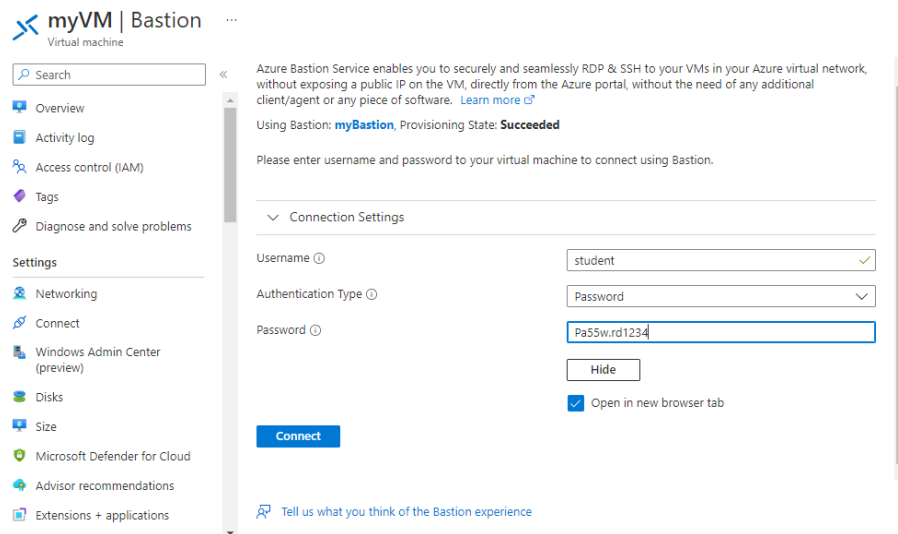 myVM | Bastion ...
Virtual machine
Search
«
Overview
Activity log
Access control (IAM)
Tags
Diagnose and solve problems
Settings
Networking
Connect
Windows Admin Center
(preview)
Disks
Size
Microsoft Defender for Cloud
Advisor recommendations
Extensions + applications
Azure Bastion Service enables you to securely and seamlessly RDP & SSH to your VMs in your Azure virtual network,
without exposing a public IP on the VM, directly from the Azure portal, without the need of any additional
client/agent or any piece of software. Learn more
Using Bastion: myBastion, Provisioning State: Succeeded
Please enter username and password to your virtual machine to connect using Bastion.
Connection Settings
Username
student
Authentication Type
Password
Password
Pa55w.rd1234
Hide
Open in new browser tab
Connect
Tell us what you think of the Bastion experience